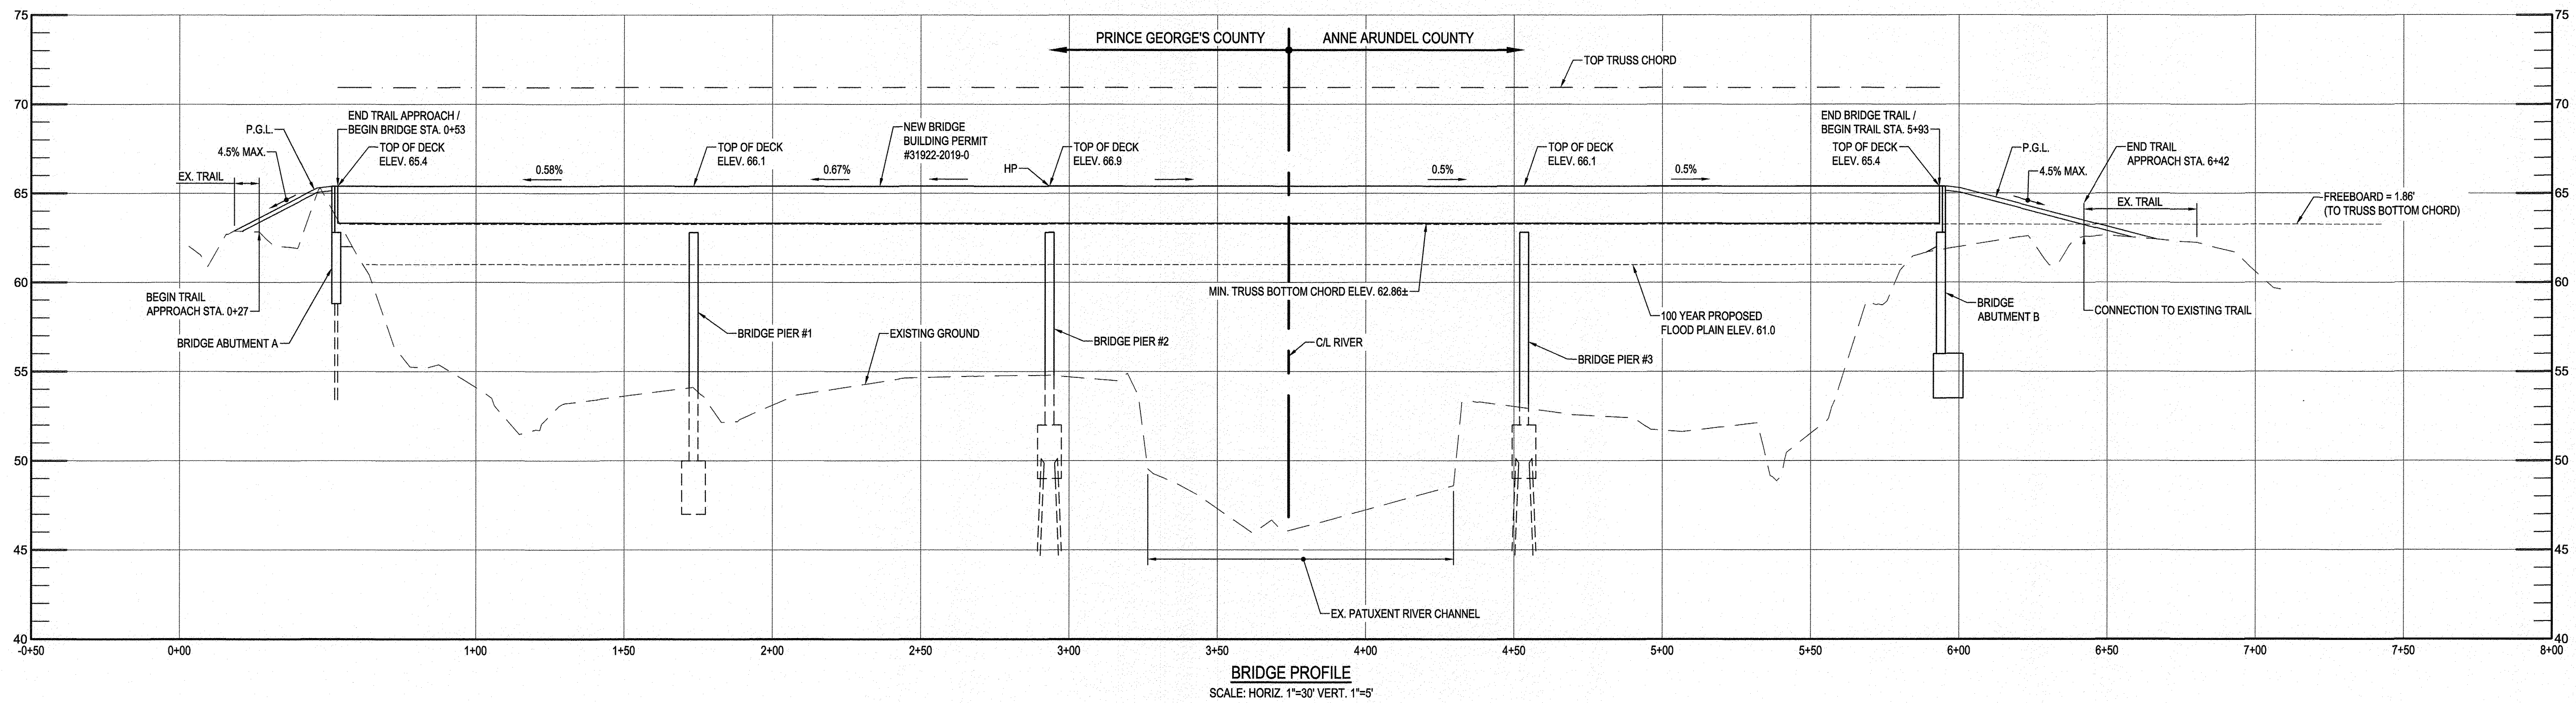 75
75
PRINCE GEORGE'S COUNTY
ANNE ARUNDEL COUNTY
TOP TRUSS CHORD
70
70
END TRAIL APPROACH /
BEGIN BRIDGE STA. 0+53
P.G.L.
4.5% MAX.
TOP OF DECK
ELEV. 65.4
EX. TRAIL
0.58%
TOP OF DECK
ELEV. 66.1
0.67%
NEW BRIDGE
BUILDING PERMIT
#31922-2019-0
HP
TOP OF DECK
ELEV. 66.9
0.5%
TOP OF DECK
ELEV. 66.1
0.5%
END BRIDGE TRAIL /
BEGIN TRAIL STA. 5+93
TOP OF DECK
ELEV. 65.4
P.G.L.
4.5% MAX.
END TRAIL
APPROACH STA. 6+42
EX. TRAIL
FREEBOARD = 1.86'
(TO TRUSS BOTTOM CHORD)
65
65
60
60
BEGIN TRAIL
APPROACH STA. 0+27
BRIDGE ABUTMENT A
BRIDGE PIER #1
EXISTING GROUND
BRIDGE PIER #2
MIN. TRUSS BOTTOM CHORD ELEV. 62.86±
C/L RIVER
BRIDGE PIER #3
100 YEAR PROPOSED
FLOOD PLAIN ELEV. 61.0
BRIDGE
ABUTMENT B
CONNECTION TO EXISTING TRAIL
55
55
50
50
45
45
EX. PATUXENT RIVER CHANNEL
40
40
-0+50
0+00
1+00
1+50
2+00
2+50
3+00
3+50
4+00
4+50
5+00
5+50
6+00
6+50
7+00
7+50
8+00
BRIDGE PROFILE
SCALE: HORIZ. 1"=30' VERT. 1"=5'